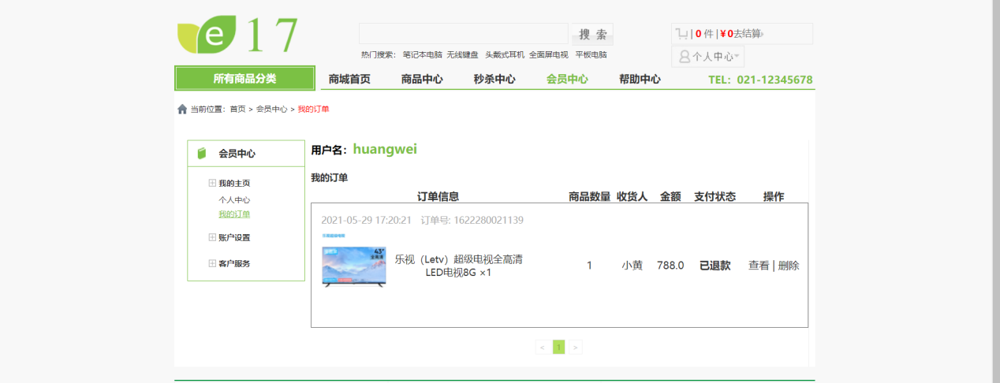 e 17
搜 索
| 0 件 | ¥ 0去结算
热门搜索： 笔记本电脑 无线键盘 头戴式耳机 全面屏电视 平板电脑
个人中心
所有商品分类 商城首页 商品中心 秒杀中心 会员中心 帮助中心 TEL：021-12345678
当前位置：首页 > 会员中心 > 我的订单
会员中心
我的主页
个人中心
我的订单
账户设置
客户服务
用户名：huangwei
我的订单
订单信息 商品数量 收货人 金额 支付状态 操作
2021-05-29 17:20:21 订单号: 1622280021139
43"
全高清
乐视（Letv）超级电视全高清
LED电视8G ×1
1 小黄 788.0 已退款 查看 | 删除
< 1 >